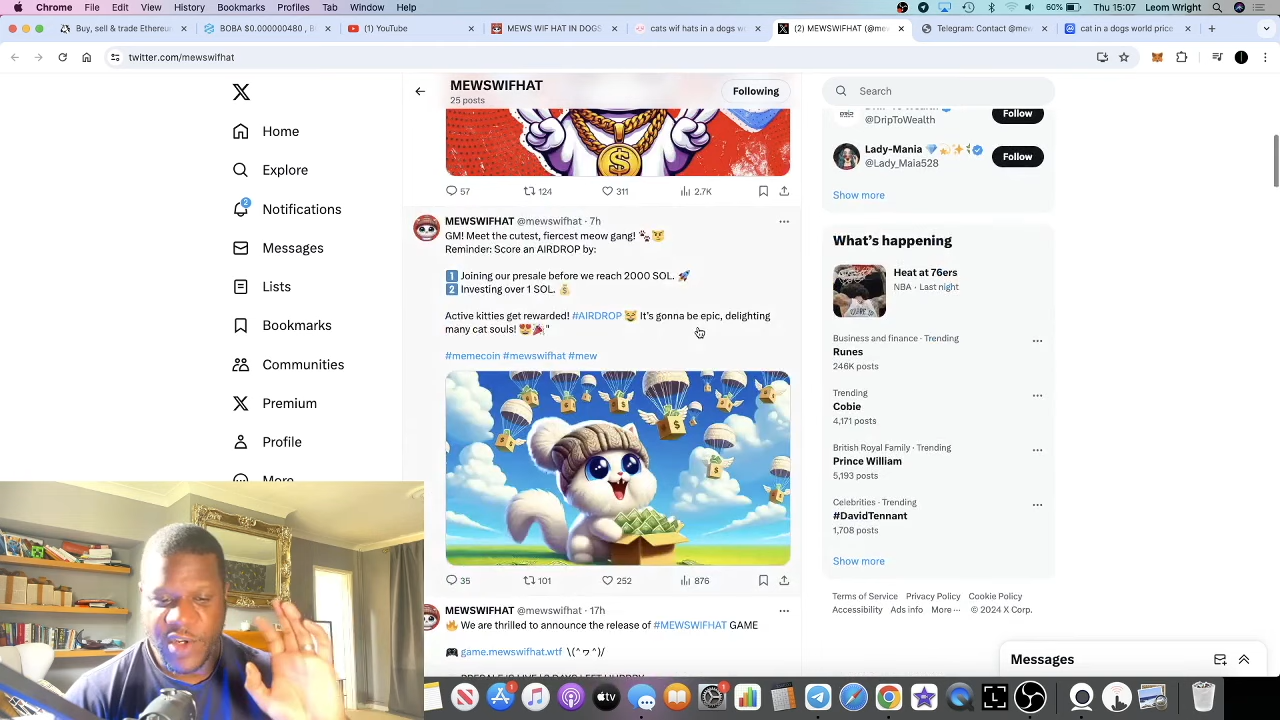 Chrome File Edit View History Bookmarks Profiles Tab Window Help
60% Thu 15:07 Leom Wright
Buy, sell & trade Ethereu
BOBA $0.000000480 , B
(1) YouTube
MEWS WIF HAT IN DOGS
cats wif hats in a dogs w
(2) MEWSWIFHAT (@mew
Telegram: Contact @mew
cat in a dogs world price
twitter.com/mewswifhat
Home
Explore
2
Notifications
Messages
Lists
Bookmarks
Communities
Premium
Profile
More
MEWSWIFHAT
25 posts
Following
57 124 311 2.7K
MEWSWIFHAT @mewswifhat · 7h
GM! Meet the cutest, fiercest meow gang! 🐾😼
Reminder: Score an AIRDROP by:
1️⃣ Joining our presale before we reach 2000 SOL. 🚀
2️⃣ Investing over 1 SOL. 💰
Active kitties get rewarded! #AIRDROP 😸 It's gonna be epic, delighting
many cat souls! 😍🎉"
#memecoin #mewswifhat #mew
35 101 252 876
MEWSWIFHAT @mewswifhat · 17h
🔥 We are thrilled to announce the release of #MEWSWIFHAT GAME
🎮 game.mewswifhat.wtf \(^ヮ^)/
Search
@DripToWealth
Follow
Lady-Mania
@Lady_Maia528
Follow
Show more
What's happening
Heat at 76ers
NBA · Last night
Business and finance · Trending
Runes
246K posts
Trending
Cobie
4,171 posts
British Royal Family · Trending
Prince William
5,193 posts
Celebrities · Trending
#DavidTennant
1,708 posts
Show more
Terms of Service Privacy Policy Cookie Policy
Accessibility Ads info More ··· © 2024 X Corp.
Messages